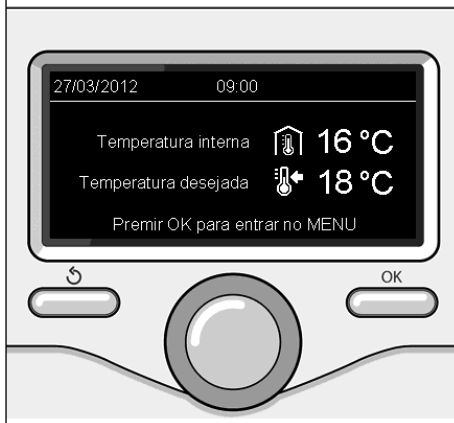 27/03/2012 09:00
Temperatura interna 16 °C
Temperatura desejada 18 °C
Premir OK para entrar no MENU
OK